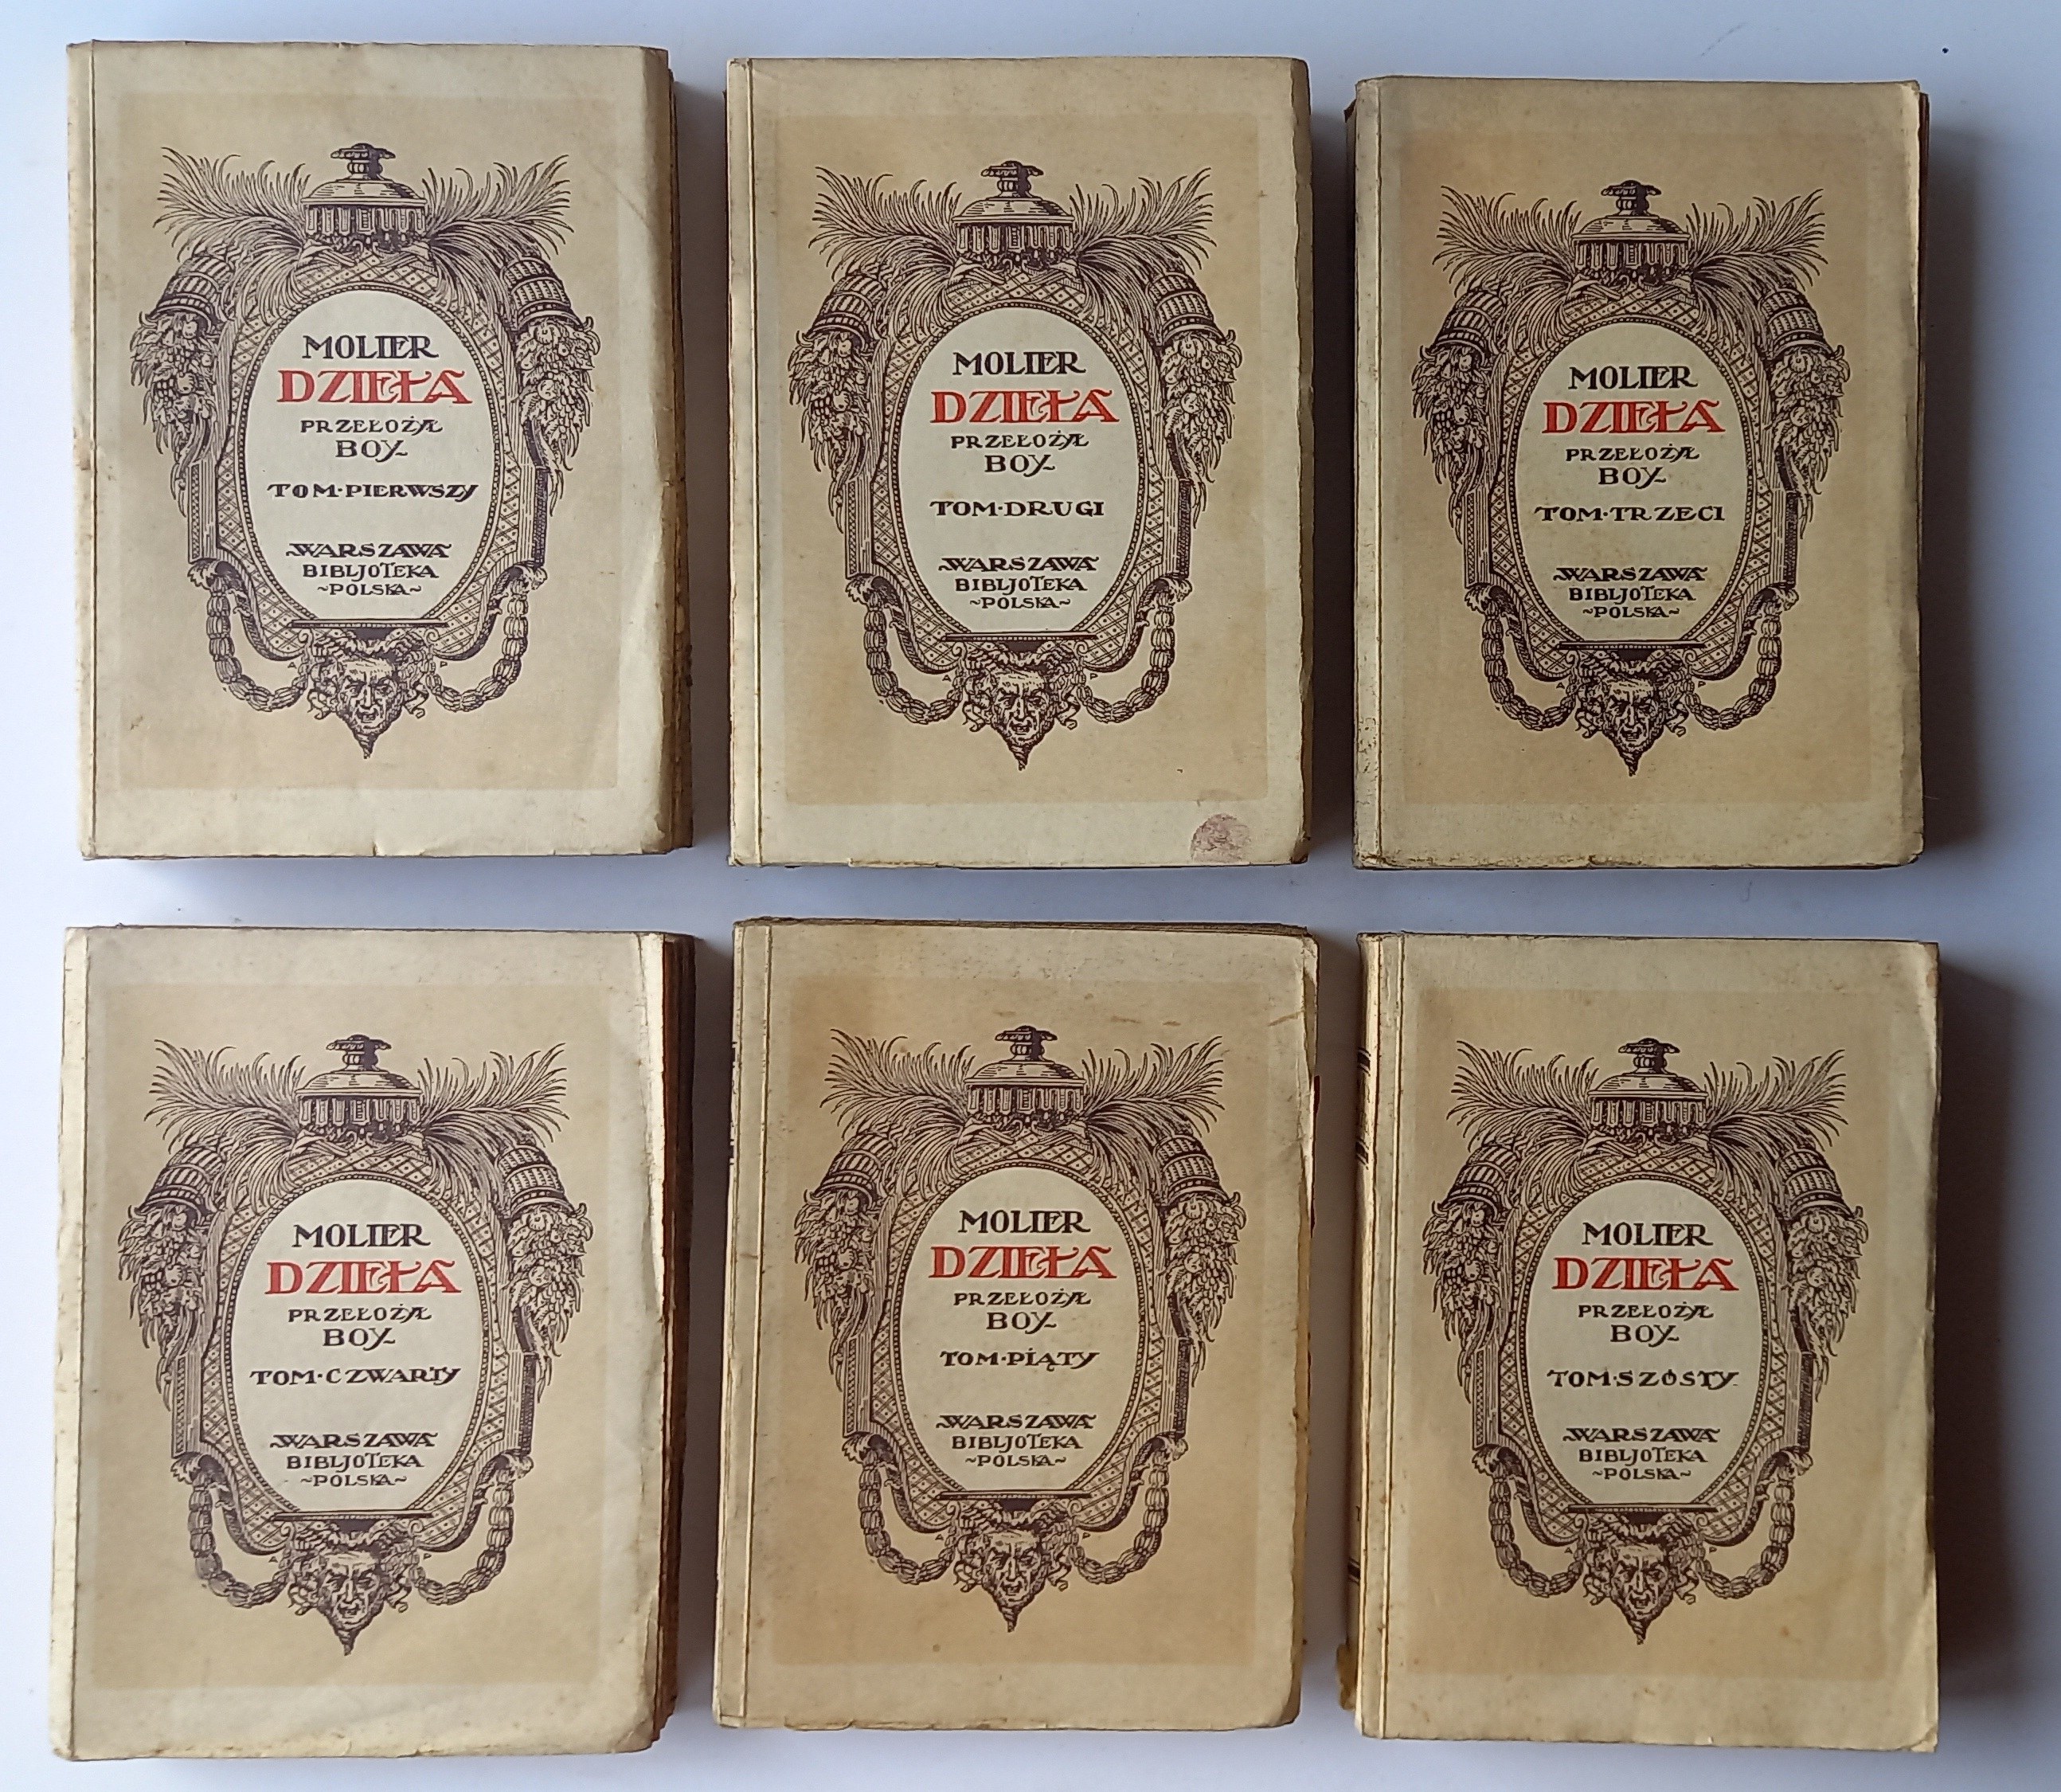 MOLIER
DZIEŁA
PRZEŁOŻYŁ
BOY
TOM·PIERWSZY
WARSZAWA
BIBLJOTEKA
~POLSKA~
MOLIER
DZIEŁA
PRZEŁOŻYŁ
BOY
TOM·DRUGI
WARSZAWA
BIBLJOTEKA
~POLSKA~
MOLIER
DZIEŁA
PRZEŁOŻYŁ
BOY
TOM·TRZECI
WARSZAWA
BIBLJOTEKA
~POLSKA~
MOLIER
DZIEŁA
PRZEŁOŻYŁ
BOY
TOM·CZWARTY
WARSZAWA
BIBLJOTEKA
~POLSKA~
MOLIER
DZIEŁA
PRZEŁOŻYŁ
BOY
TOM·PIĄTY
WARSZAWA
BIBLJOTEKA
~POLSKA~
MOLIER
DZIEŁA
PRZEŁOŻYŁ
BOY
TOM·SZÓSTY
WARSZAWA
BIBLJOTEKA
~POLSKA~